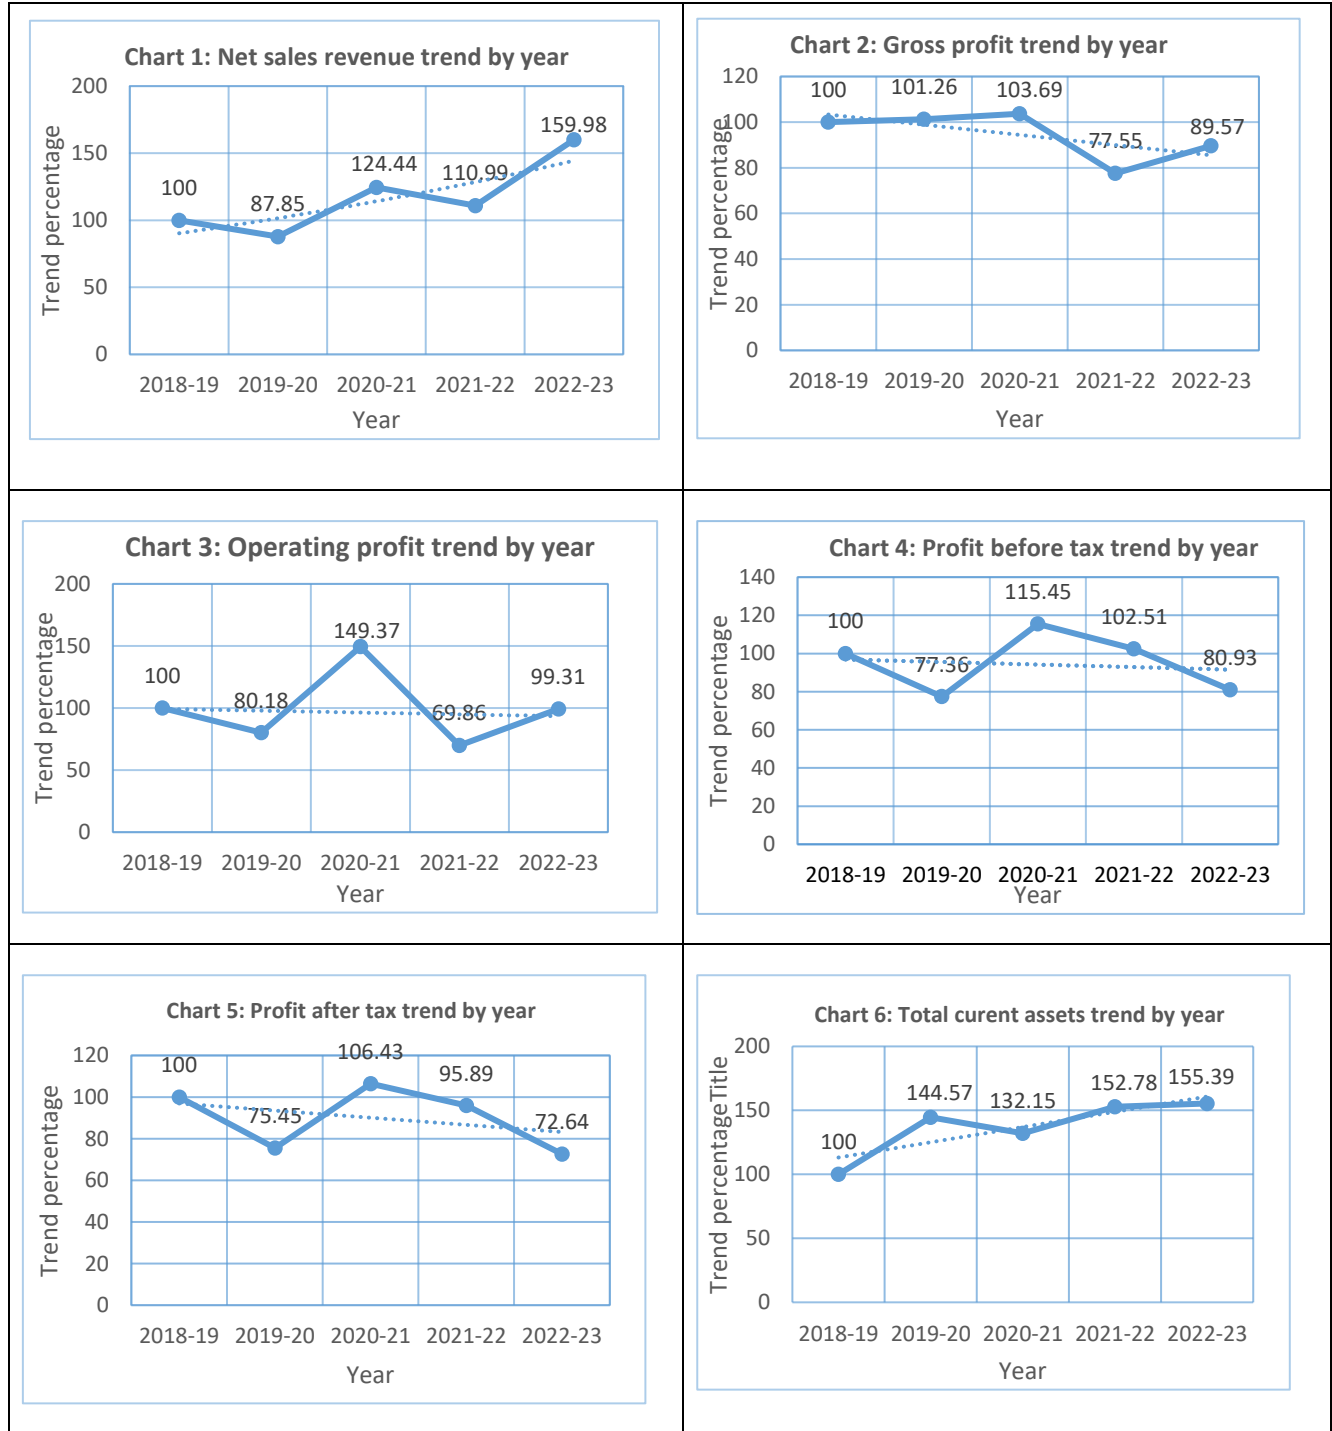 Chart 1: Net sales revenue trend by year
Trend percentage
200
150
100
50
0
100
87.85
124.44
110.99
159.98
2018-19 2019-20 2020-21 2021-22 2022-23
Year
Chart 2: Gross profit trend by year
Trend percentage
120
100
80
60
40
20
0
100
101.26
103.69
77.55
89.57
2018-19 2019-20 2020-21 2021-22 2022-23
Year
Chart 3: Operating profit trend by year
Trend percentage
200
150
100
50
0
100
80.18
149.37
69.86
99.31
2018-19 2019-20 2020-21 2021-22 2022-23
Year
Chart 4: Profit before tax trend by year
Trend percentage
140
120
100
80
60
40
20
0
100
77.36
115.45
102.51
80.93
2018-19 2019-20 2020-21 2021-22 2022-23
Year
Chart 5: Profit after tax trend by year
Trend percentage
120
100
80
60
40
20
0
100
75.45
106.43
95.89
72.64
2018-19 2019-20 2020-21 2021-22 2022-23
Year
Chart 6: Total curent assets trend by year
Trend percentageTitle
200
150
100
50
0
100
144.57
132.15
152.78
155.39
2018-19 2019-20 2020-21 2021-22 2022-23
Year